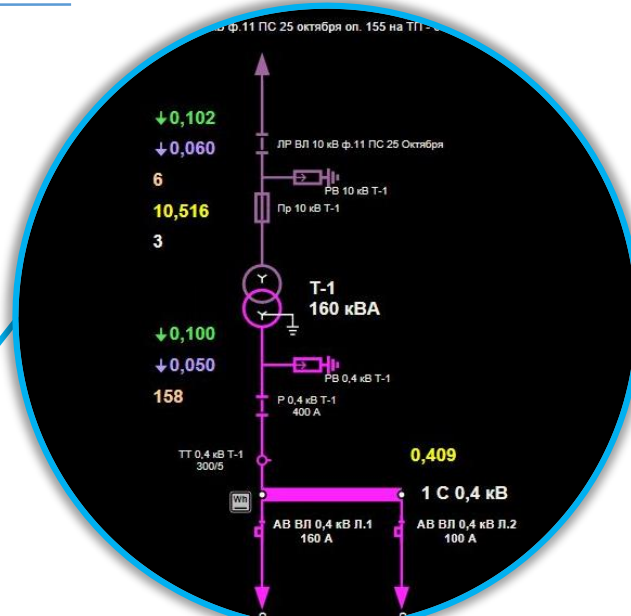 ф.11 ПС 25 октября оп. 155 на ТП -
0,102
0,060
6
10,516
3
ЛР ВЛ 10 кВ ф.11 ПС 25 Октября
РВ 10 кВ Т-1
Пр 10 кВ Т-1
Т-1
160 кВА
0,100
0,050
158
РВ 0,4 кВ Т-1
Р 0,4 кВ Т-1
400 А
ТТ 0,4 кВ Т-1
300/5
0,409
Wh
1 С 0,4 кВ
АВ ВЛ 0,4 кВ Л.1
160 А
АВ ВЛ 0,4 кВ Л.2
100 А